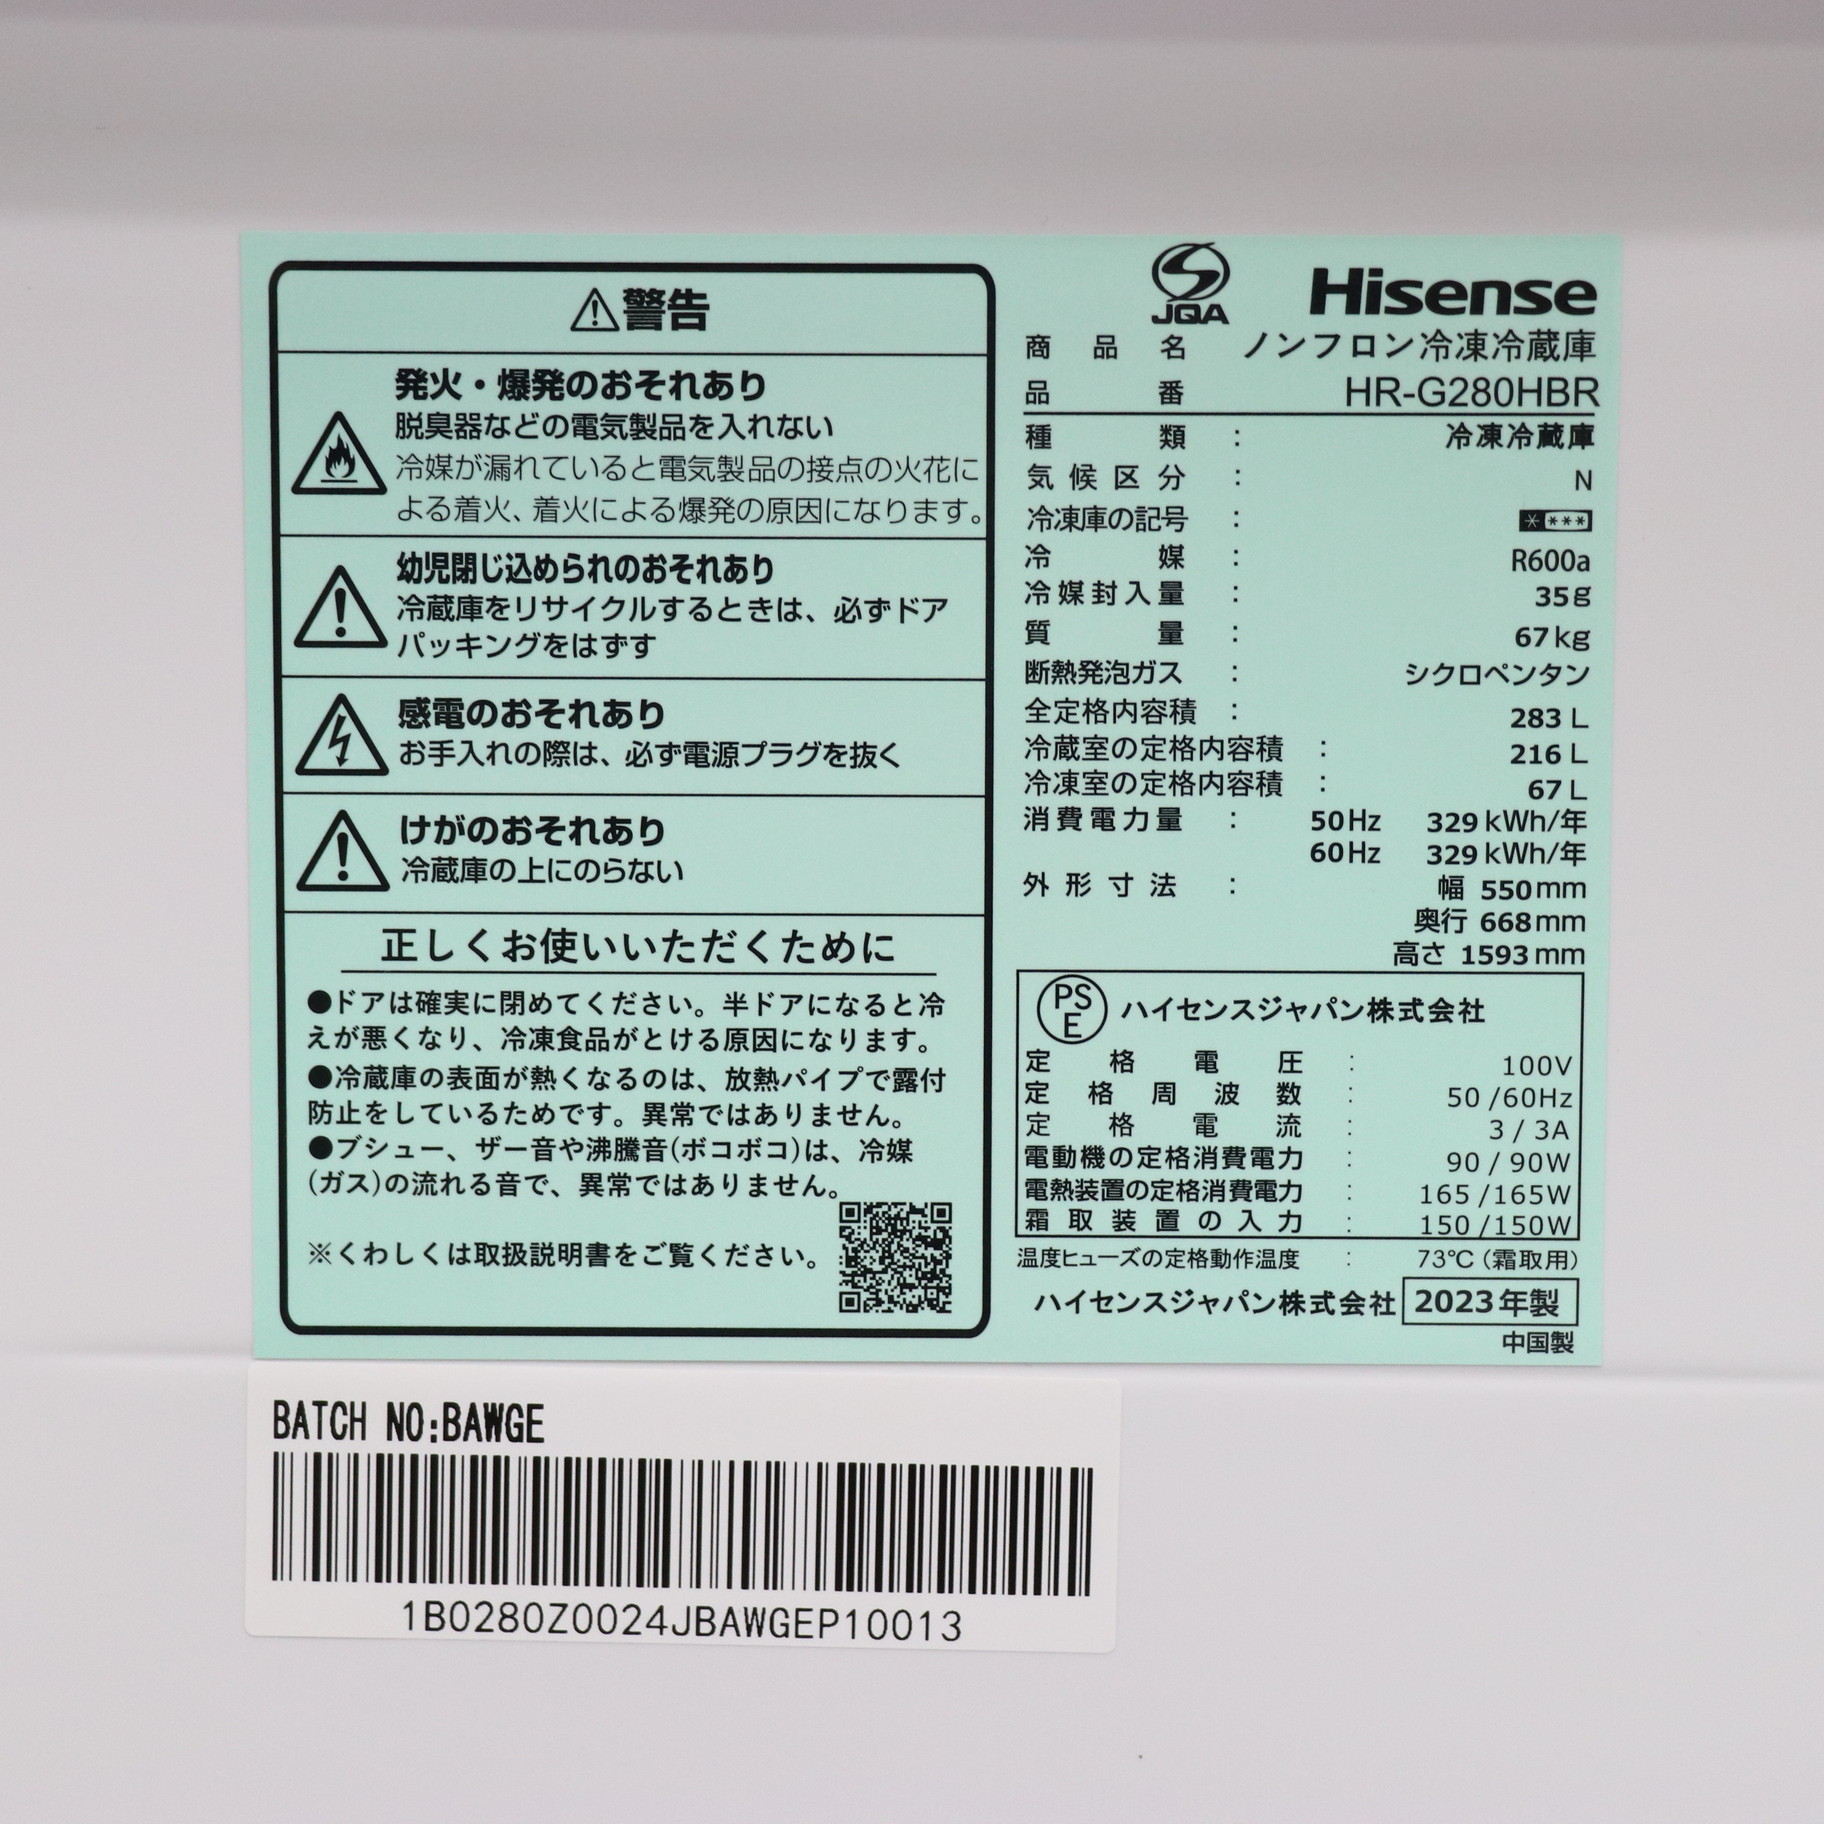 警告
発火・爆発のおそれあり
脱臭器などの電気製品を入れない
冷媒が漏れていると電気製品の接点の火花に
よる着火、着火による爆発の原因になります。
幼児閉じ込められのおそれあり
冷蔵庫をリサイクルするときは、必ずドア
パッキングをはずす
感電のおそれあり
お手入れの際は、必ず電源プラグを抜く
けがのおそれあり
冷蔵庫の上にのらない
正しくお使いいただくために
●ドアは確実に閉めてください。半ドアになると冷
えが悪くなり、冷凍食品がとける原因になります。
●冷蔵庫の表面が熱くなるのは、放熱パイプで露付
防止をしているためです。異常ではありません。
●ブシュー、ザー音や沸騰音(ボコボコ)は、冷媒
(ガス)の流れる音で、異常ではありません。
※くわしくは取扱説明書をご覧ください。
JQA
Hisense
商品名 ノンフロン冷凍冷蔵庫
品番 HR-G280HBR
種類 : 冷凍冷蔵庫
気候区分 : N
冷凍庫の記号 : * ***
冷媒 : R600a
冷媒封入量 : 35g
質量 : 67kg
断熱発泡ガス : シクロペンタン
全定格内容積 : 283 L
冷蔵室の定格内容積 : 216 L
冷凍室の定格内容積 : 67 L
消費電力量 : 50Hz 329 kWh/年
60Hz 329 kWh/年
外形寸法 : 幅 550mm
奥行 668mm
高さ 1593mm
PSE ハイセンスジャパン株式会社
定格電圧 : 100V
定格周波数 : 50 /60Hz
定格電流 : 3 / 3A
電動機の定格消費電力 : 90 / 90W
電熱装置の定格消費電力 : 165 /165W
霜取装置の入力 : 150 /150W
温度ヒューズの定格動作温度 : 73℃(霜取用)
ハイセンスジャパン株式会社 2023年製
中国製
BATCH NO:BAWGE
1B0280Z0024JBAWGEP10013